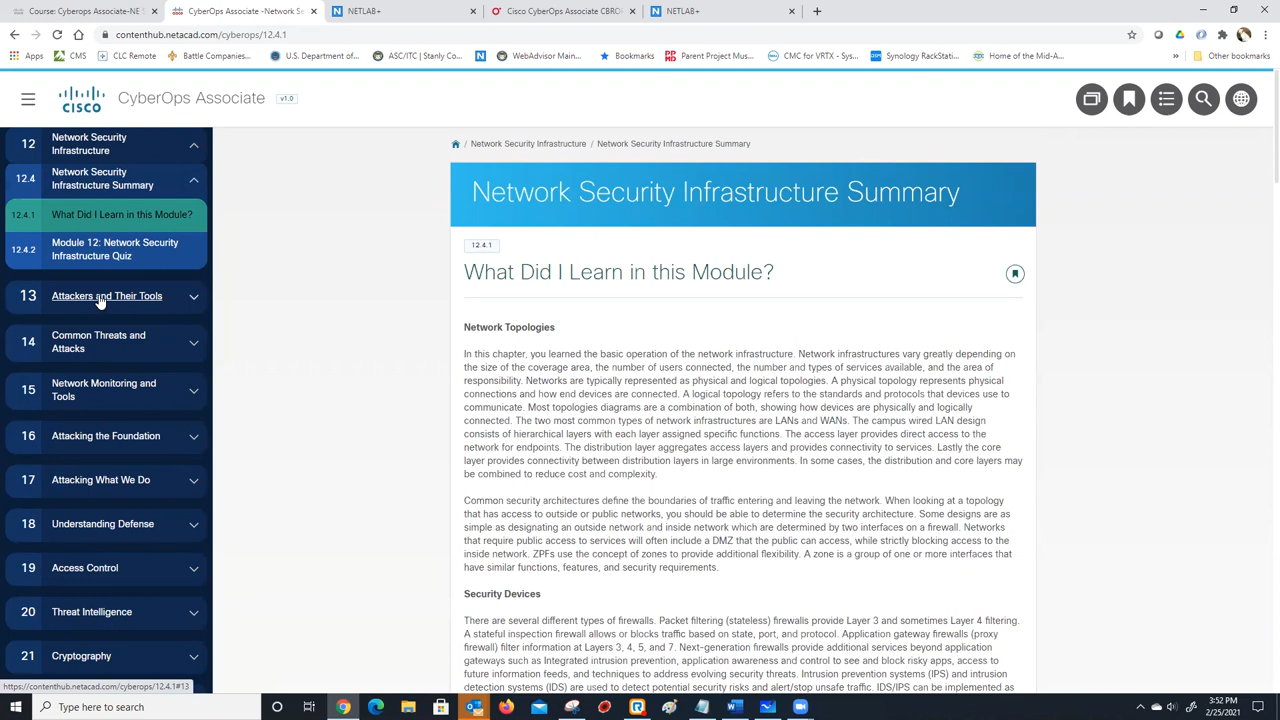 Course: CyberOps Associate-NE S
CyberOps Associate -Network Se
NETLAB+
Cisco CyberOps Associate CBROP
NETLAB+
contenthub.netacad.com/cyberops/12.4.1
Apps
CMS
CLC Remote
Battle Companies...
U.S. Department of...
ASC/ITC | Stanly Co...
WebAdvisor Main...
Bookmarks
Parent Project Mus...
CMC for VRTX - Sys...
Synology RackStati...
Home of the Mid-A...
Other bookmarks
CISCO
CyberOps Associate
v1.0
12
Network Security
Infrastructure
12.4
Network Security
Infrastructure Summary
12.4.1
What Did I Learn in this Module?
12.4.2
Module 12: Network Security
Infrastructure Quiz
13
Attackers and Their Tools
14
Common Threats and
Attacks
15
Network Monitoring and
Tools
16
Attacking the Foundation
17
Attacking What We Do
18
Understanding Defense
19
Access Control
20
Threat Intelligence
21
Cryptography
https://contenthub.netacad.com/cyberops/12.4.1#13
/ Network Security Infrastructure / Network Security Infrastructure Summary
Network Security Infrastructure Summary
12.4.1
What Did I Learn in this Module?
Network Topologies
In this chapter, you learned the basic operation of the network infrastructure. Network infrastructures vary greatly depending on
the size of the coverage area, the number of users connected, the number and types of services available, and the area of
responsibility. Networks are typically represented as physical and logical topologies. A physical topology represents physical
connections and how end devices are connected. A logical topology refers to the standards and protocols that devices use to
communicate. Most topologies diagrams are a combination of both, showing how devices are physically and logically
connected. The two most common types of network infrastructures are LANs and WANs. The campus wired LAN design
consists of hierarchical layers with each layer assigned specific functions. The access layer provides direct access to the
network for endpoints. The distribution layer aggregates access layers and provides connectivity to services. Lastly the core
layer provides connectivity between distribution layers in large environments. In some cases, the distribution and core layers may
be combined to reduce cost and complexity.
Common security architectures define the boundaries of traffic entering and leaving the network. When looking at a topology
that has access to outside or public networks, you should be able to determine the security architecture. Some designs are as
simple as designating an outside network and inside network which are determined by two interfaces on a firewall. Networks
that require public access to services will often include a DMZ that the public can access, while strictly blocking access to the
inside network. ZPFs use the concept of zones to provide additional flexibility. A zone is a group of one or more interfaces that
have similar functions, features, and security requirements.
Security Devices
There are several different types of firewalls. Packet filtering (stateless) firewalls provide Layer 3 and sometimes Layer 4 filtering.
A stateful inspection firewall allows or blocks traffic based on state, port, and protocol. Application gateway firewalls (proxy
firewall) filter information at Layers 3, 4, 5, and 7. Next-generation firewalls provide additional services beyond application
gateways such as Integrated intrusion prevention, application awareness and control to see and block risky apps, access to
future information feeds, and techniques to address evolving security threats. Intrusion prevention systems (IPS) and intrusion
detection systems (IDS) are used to detect potential security risks and alert/stop unsafe traffic. IDS/IPS can be implemented as
Type here to search
3:52 PM
2/25/2021